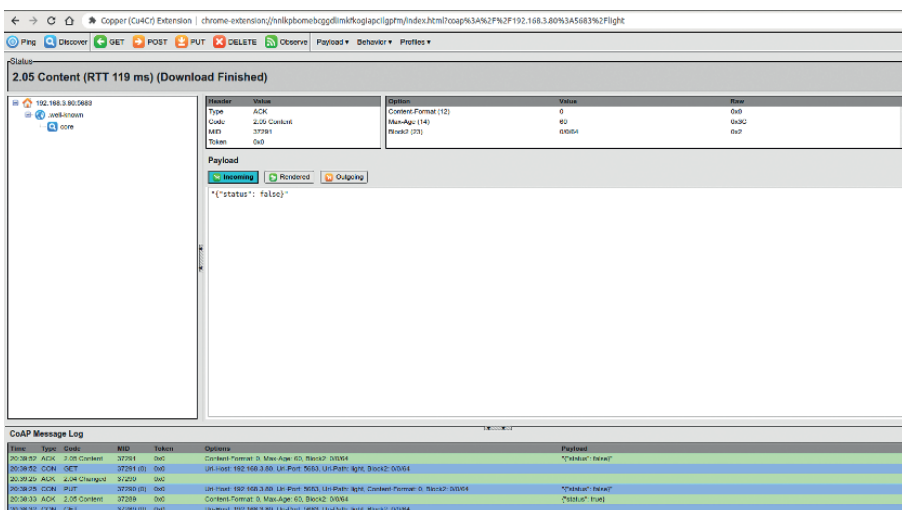 Copper (Cu4Cr) Extension | chrome-extension://nnlkpbomebcggdlimkfkoglapcilgpfm/index.html?coap%3A%2F%2F192.168.3.80%3A5683%2Flight
Ping Discover GET POST PUT DELETE Observe Payload Behavior Profiles
Status
2.05 Content (RTT 119 ms) (Download Finished)
192.168.3.80:5683
.well-known
core
Header Value
Type ACK
Code 2.05 Content
MID 37291
Token 0x0
Option Value Raw
Content-Format (12) 0 0x0
Max-Age (14) 60 0x3C
Block2 (23) 0/0/64 0x2
Payload
Incoming Rendered Outgoing
"{"status": false}"
CoAP Message Log
Time Type Code MID Token Options Payload
20:39:52 ACK 2.05 Content 37291 0x0 Content-Format: 0, Max-Age: 60, Block2: 0/0/64 "{"status": false}"
20:39:52 CON GET 37291 (0) 0x0 Uri-Host: 192.168.3.80, Uri-Port: 5683, Uri-Path: light, Block2: 0/0/64
20:39:25 ACK 2.04 Changed 37290 0x0
20:39:25 CON PUT 37290 (0) 0x0 Uri-Host: 192.168.3.80, Uri-Port: 5683, Uri-Path: light, Content-Format: 0, Block2: 0/0/64 "{"status": false}"
20:38:33 ACK 2.05 Content 37289 0x0 Content-Format: 0, Max-Age: 60, Block2: 0/0/64 {"status": true}